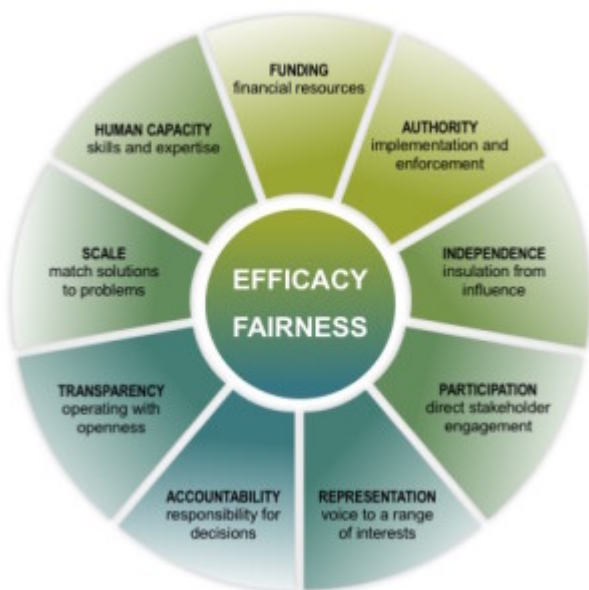 FUNDING
financial resources
AUTHORITY
implementation and
enforcement
INDEPENDENCE
insulation from
influence
PARTICIPATION
direct stakeholder
engagement
REPRESENTATION
voice to a range
of interests
ACCOUNTABILITY
responsibility for
decisions
TRANSPARENCY
operating with
openness
SCALE
match solutions
to problems
HUMAN CAPACITY
skills and expertise
EFFICACY
FAIRNESS